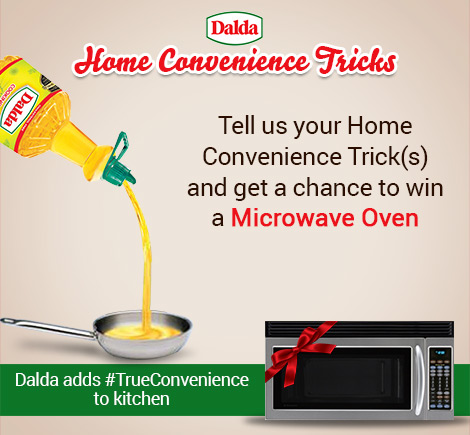 Dalda
Home Convenience Tricks
Dalda
Tell us your Home
Convenience Trick(s)
and get a chance to win
a Microwave Oven
Dalda adds #TrueConvenience
to kitchen